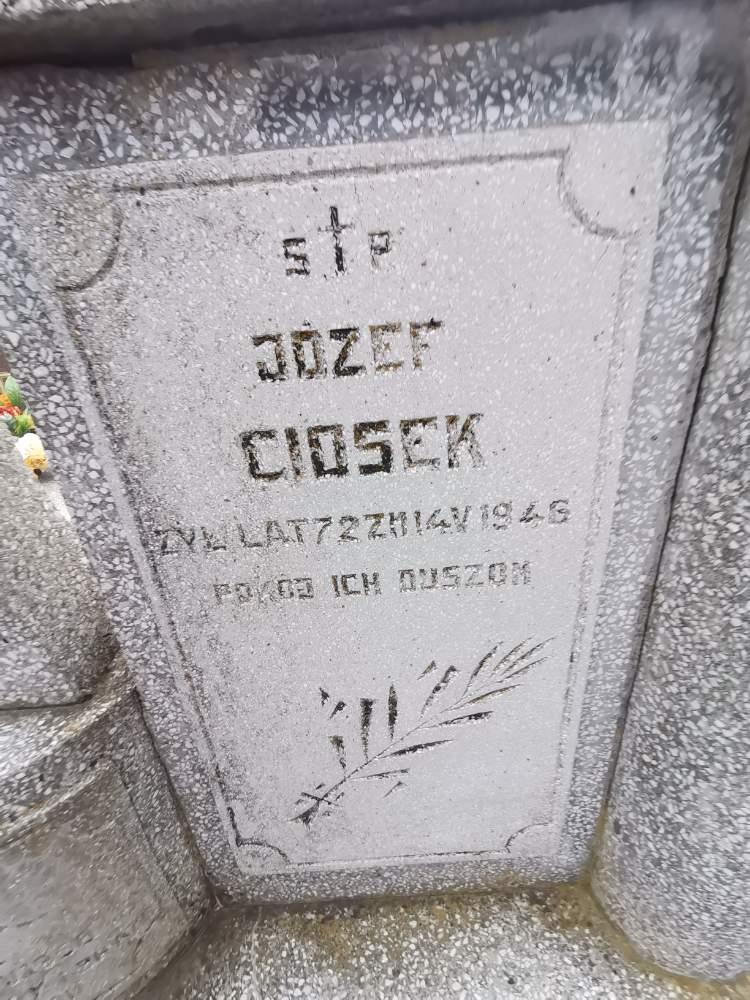 S † P
JÓZEF
CIOSEK
ŻYŁ LAT 72 ZM 14 V 1946
POKÓJ ICH DUSZOM